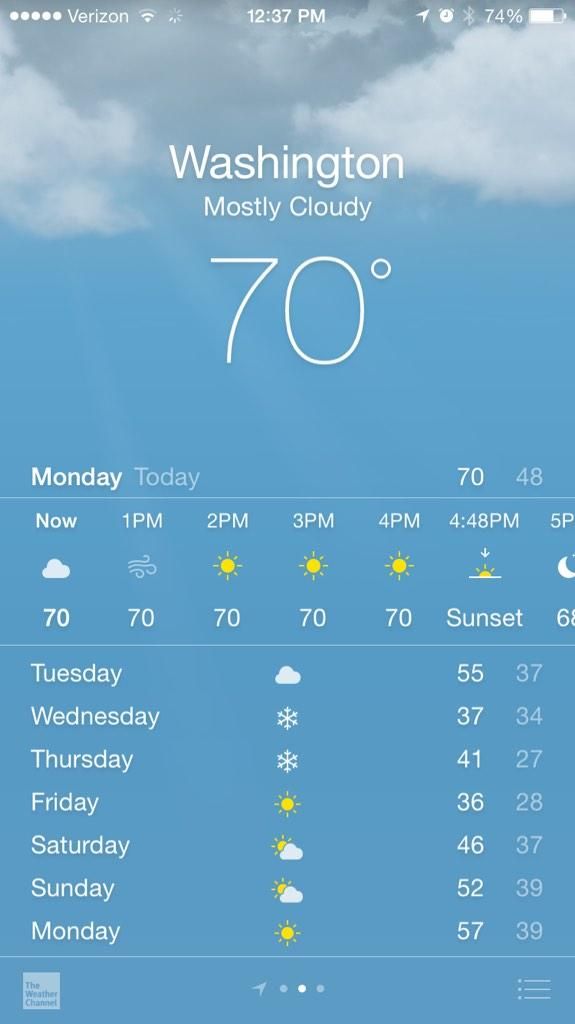 Verizon 12:37 PM 74%
Washington
Mostly Cloudy
70°
Monday Today 70 48
Now 1PM 2PM 3PM 4PM 4:48PM 5P
70 70 70 70 70 Sunset 68
Tuesday 55 37
Wednesday 37 34
Thursday 41 27
Friday 36 28
Saturday 46 37
Sunday 52 39
Monday 57 39
The
Weather
Channel